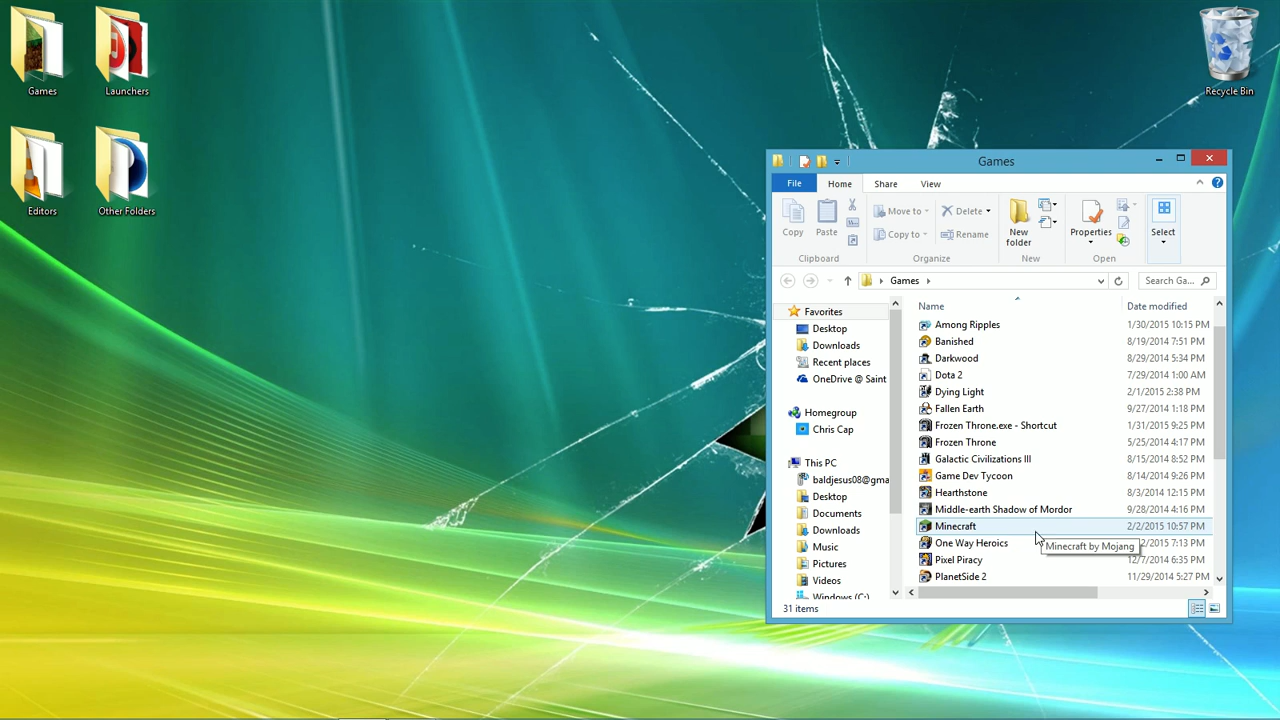 Games
Launchers
Recycle Bin
Editors
Other Folders
Games
File Home Share View
Copy
Paste
Move to
Copy to
Delete
Rename
New folder
Properties
Select
Clipboard Organize New Open
Games
Search Ga...
Favorites
Desktop
Downloads
Recent places
OneDrive @ Saint
Homegroup
Chris Cap
This PC
baldjesus08@gma
Desktop
Documents
Downloads
Music
Pictures
Videos
Windows (C:)
Name Date modified
Among Ripples 1/30/2015 10:15 PM
Banished 8/19/2014 7:51 PM
Darkwood 8/29/2014 5:34 PM
Dota 2 7/29/2014 1:00 AM
Dying Light 2/1/2015 2:38 PM
Fallen Earth 9/27/2014 1:18 PM
Frozen Throne.exe - Shortcut 1/31/2015 9:25 PM
Frozen Throne 5/25/2014 4:17 PM
Galactic Civilizations III 8/15/2014 8:52 PM
Game Dev Tycoon 8/14/2014 9:26 PM
Hearthstone 8/3/2014 12:15 PM
Middle-earth Shadow of Mordor 9/28/2014 4:16 PM
Minecraft 2/2/2015 10:57 PM
One Way Heroics 7:13 PM
Minecraft by Mojang
Pixel Piracy 12/7/2014 6:35 PM
PlanetSide 2 11/29/2014 5:27 PM
31 items